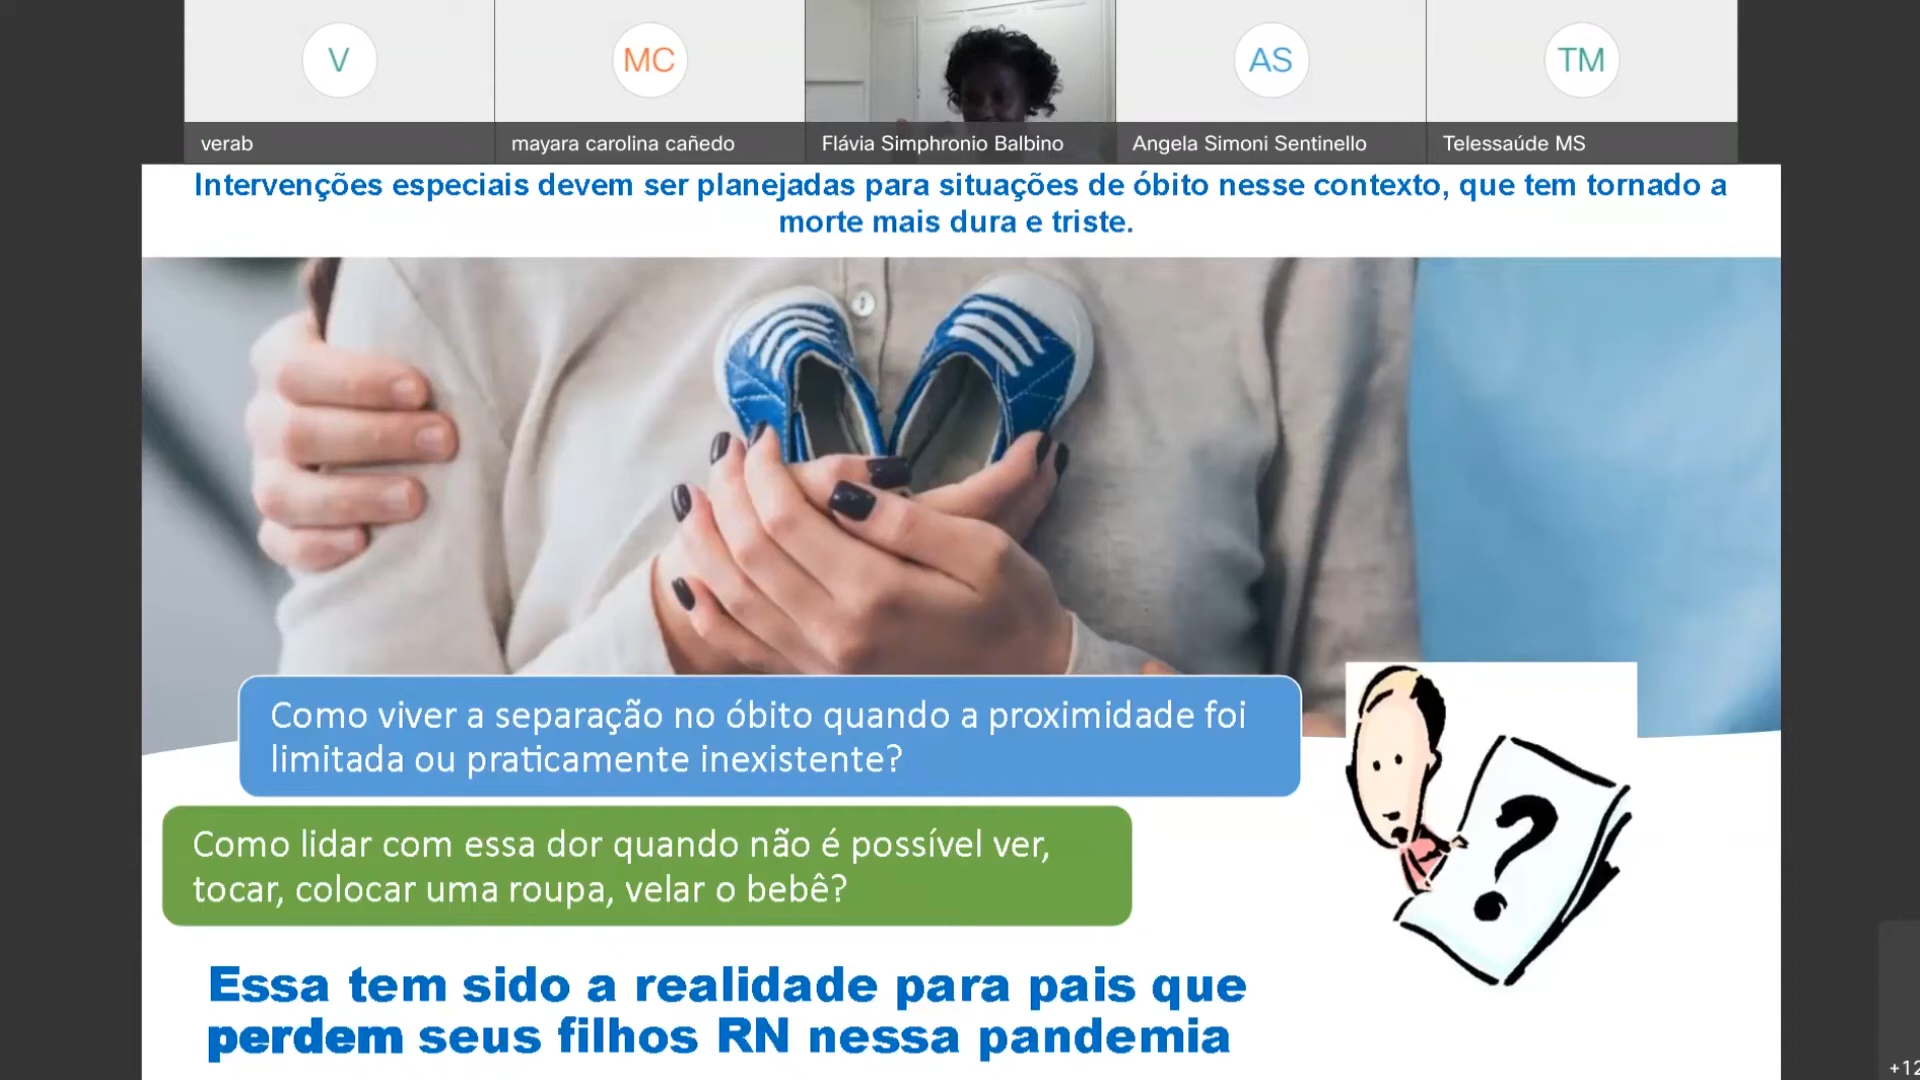 V
MC
AS
TM
verab
mayara carolina cañedo
Flávia Simphronio Balbino
Angela Simoni Sentinello
Telessaúde MS
Intervenções especiais devem ser planejadas para situações de óbito nesse contexto, que tem tornado a
morte mais dura e triste.
Como viver a separação no óbito quando a proximidade foi
limitada ou praticamente inexistente?
Como lidar com essa dor quando não é possível ver,
tocar, colocar uma roupa, velar o bebê?
?
Essa tem sido a realidade para pais que
perdem seus filhos RN nessa pandemia
+12